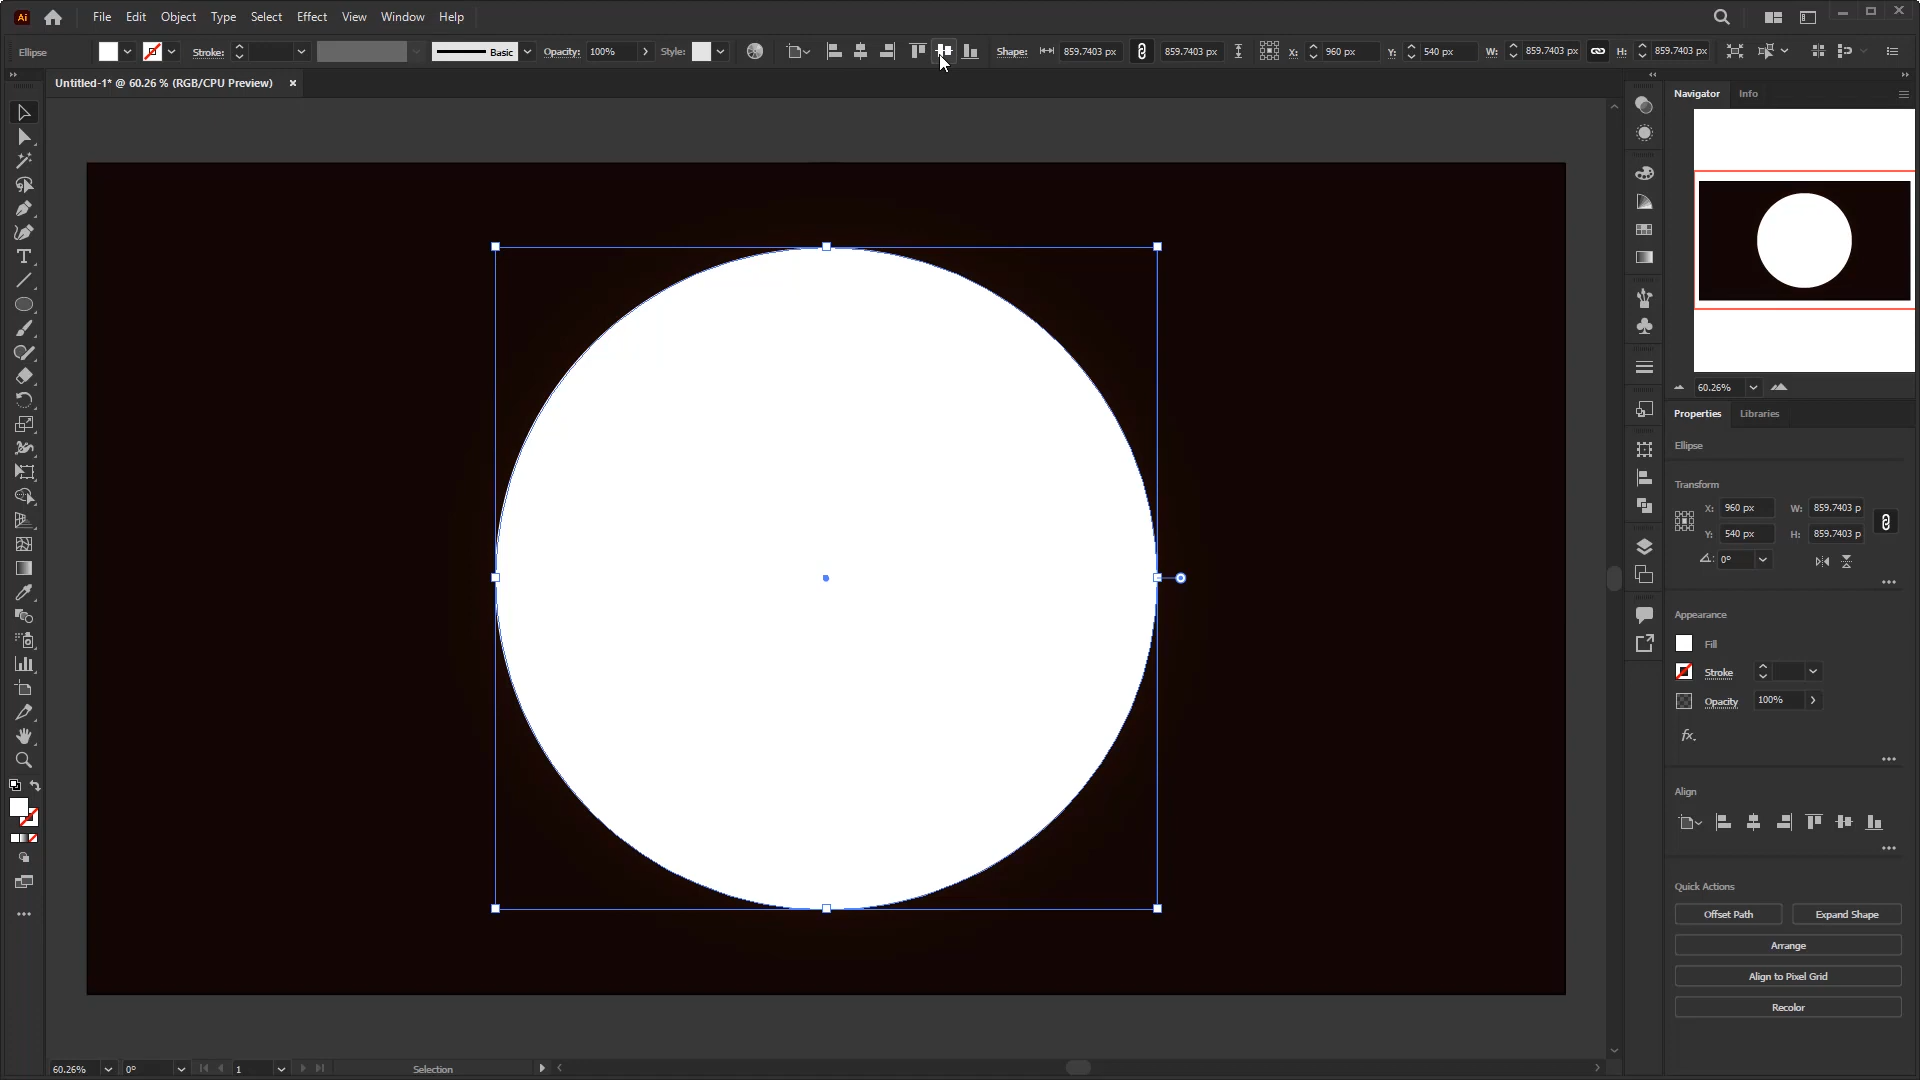 Ai File Edit Object Type Select Effect View Window Help
Ellipse Stroke: Basic Opacity: 100% Style: Shape: 859.7403 px 859.7403 px X: 960 px Y: 540 px W: 859.7403 px H: 859.7403 px
Untitled-1* @ 60.26 % (RGB/CPU Preview) ×
Navigator Info
60.26%
Properties Libraries
Ellipse
Transform
X: 960 px W: 859.7403 p
Y: 540 px H: 859.7403 p
0°
Appearance
Fill
Stroke
Opacity 100%
fx.
Align
Quick Actions
Offset Path Expand Shape
Arrange
Align to Pixel Grid
Recolor
60.26% 0° 1 Selection